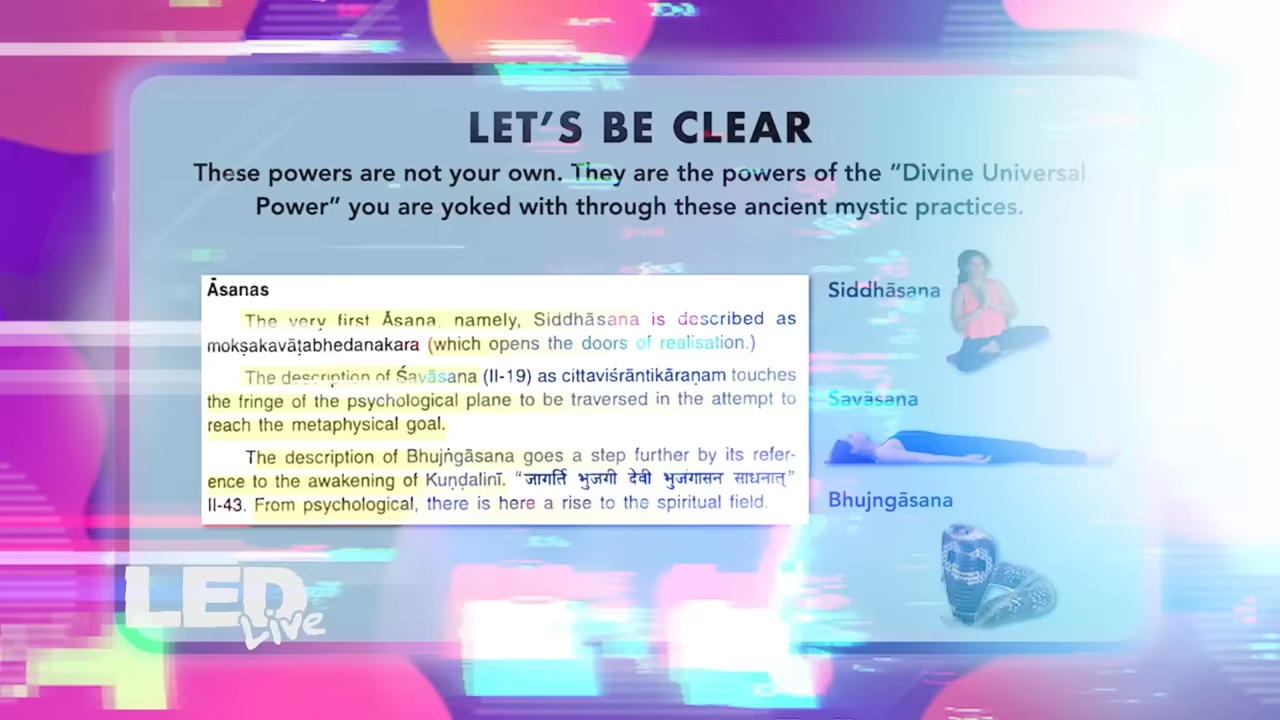 LET'S BE CLEAR
These powers are not your own. They are the powers of the “Divine Universal
Power” you are yoked with through these ancient mystic practices.
Āsanas
The very first Āsana, namely, Siddhāsana is described as
mokṣakavāṭabhedanakara (which opens the doors of realisation.)
The description of Śavāsana (II-19) as cittaviśrāntikāraṇam touches
the fringe of the psychological plane to be traversed in the attempt to
reach the metaphysical goal.
The description of Bhujṅgāsana goes a step further by its refer-
ence to the awakening of Kuṇḍalinī. “जागर्ति भुजगी देवी भुजंगासन साधनात्”
II-43. From psychological, there is here a rise to the spiritual field.
Siddhāsana
Savāsana
Bhujngāsana
LED
Live